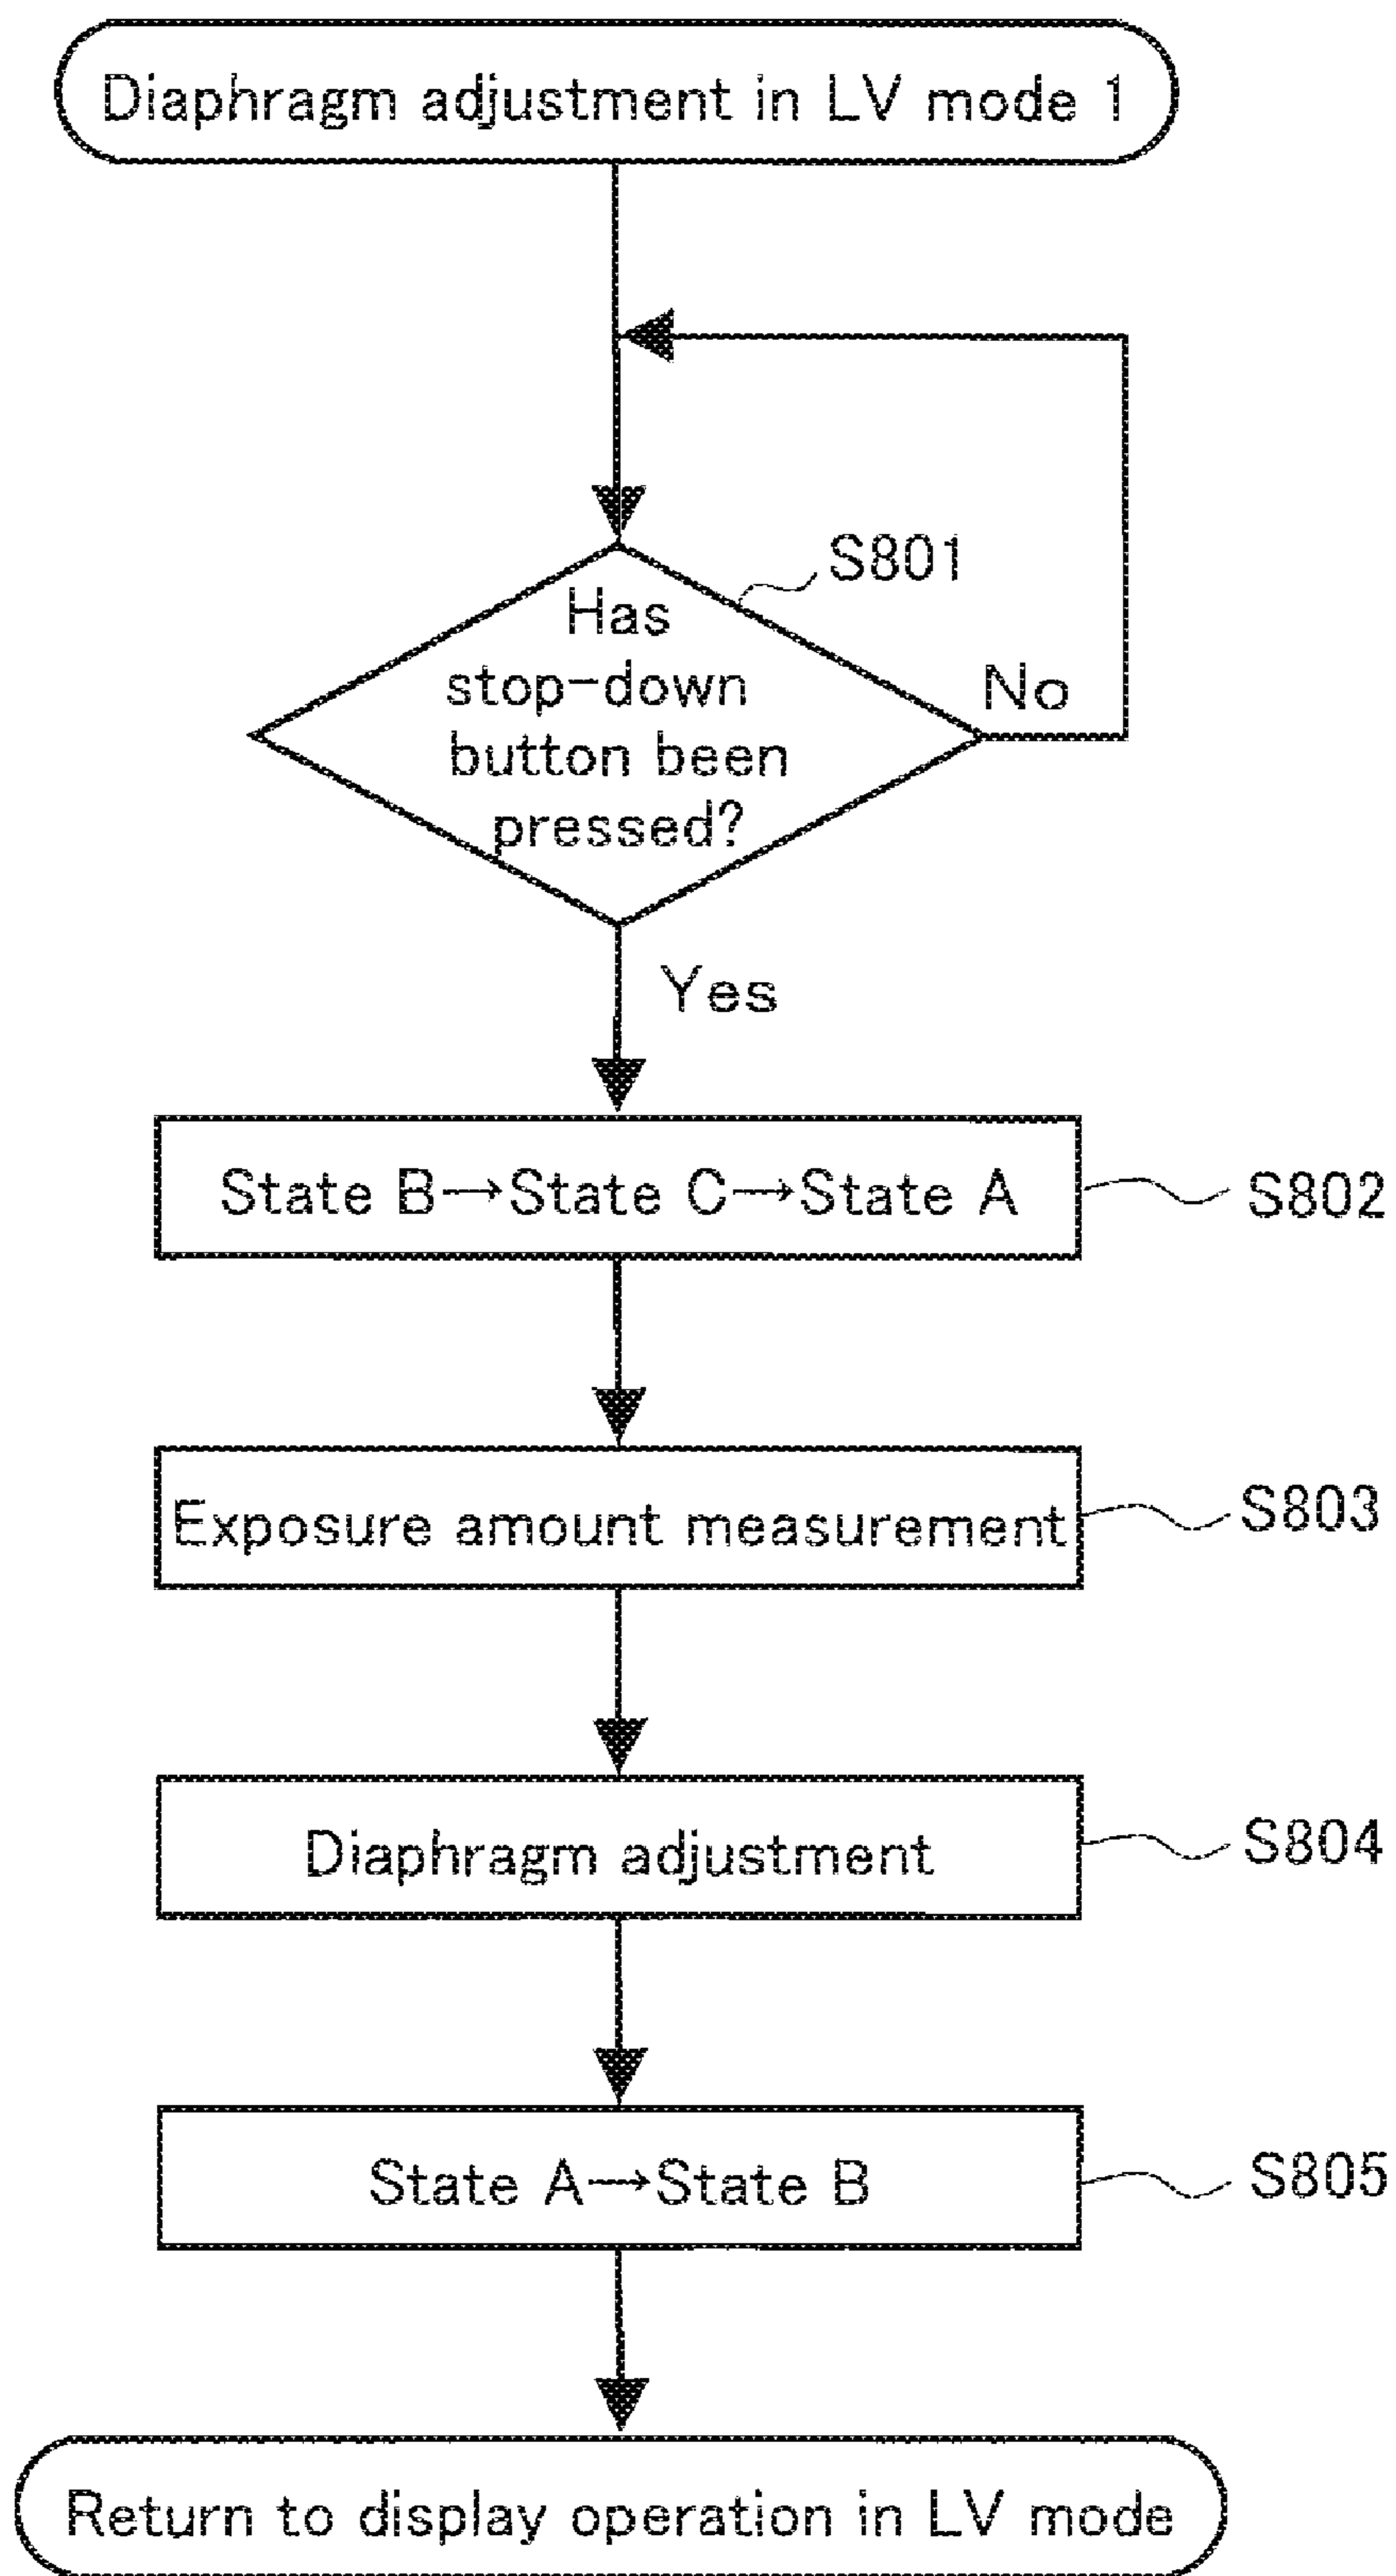 Diaphragm adjustment in LV mode 1
S801
Has
stop-down
button been
pressed?
No
Yes
State B→State C→State A
S802
Exposure amount measurement
S803
Diaphragm adjustment
S804
State A→State B
S805
Return to display operation in LV mode